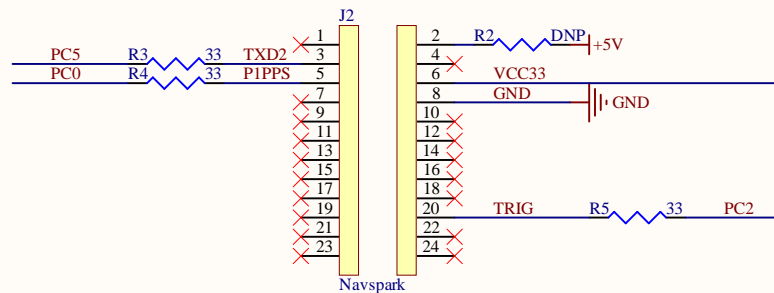 J2
1 2 R2 DNP +5V
PC5 R3 33 TXD2 3 4
PC0 R4 33 P1PPS 5 6 VCC33
7 8 GND GND
9 10
11 12
13 14
15 16
17 18
19 20 TRIG R5 33 PC2
21 22
23 24
Navspark